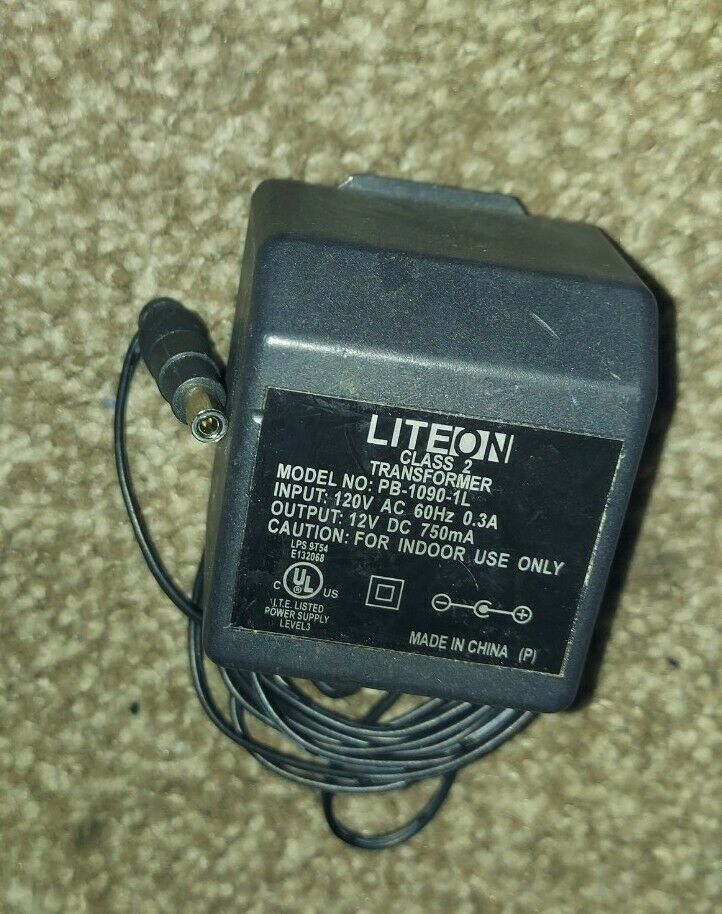 LITEON
CLASS 2
TRANSFORMER
MODEL NO: PB-1090-1L
INPUT: 120V AC 60Hz 0.3A
OUTPUT: 12V DC 750mA
CAUTION: FOR INDOOR USE ONLY
LPS 9T54
E132068
C UL US
I.T.E. LISTED
POWER SUPPLY
LEVEL3
MADE IN CHINA (P)